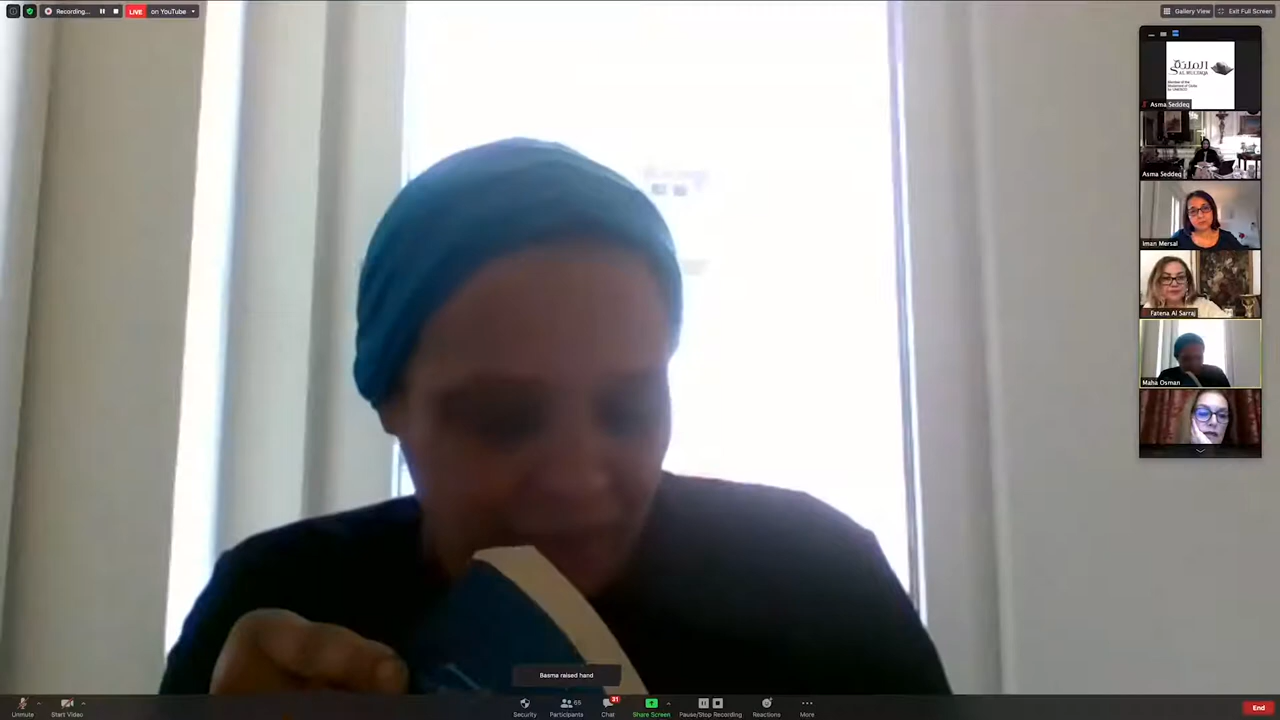 Recording...
LIVE
on YouTube
Gallery View
Exit Full Screen
الملتقى
AL MULTAQA
Asma Seddeq
Asma Seddeq
Iman Mersal
Fatena Al Sarraj
Maha Osman
Basma raised hand
Unmute
Start Video
Security
Participants
65
Chat
31
Share Screen
Pause/Stop Recording
Reactions
More
End